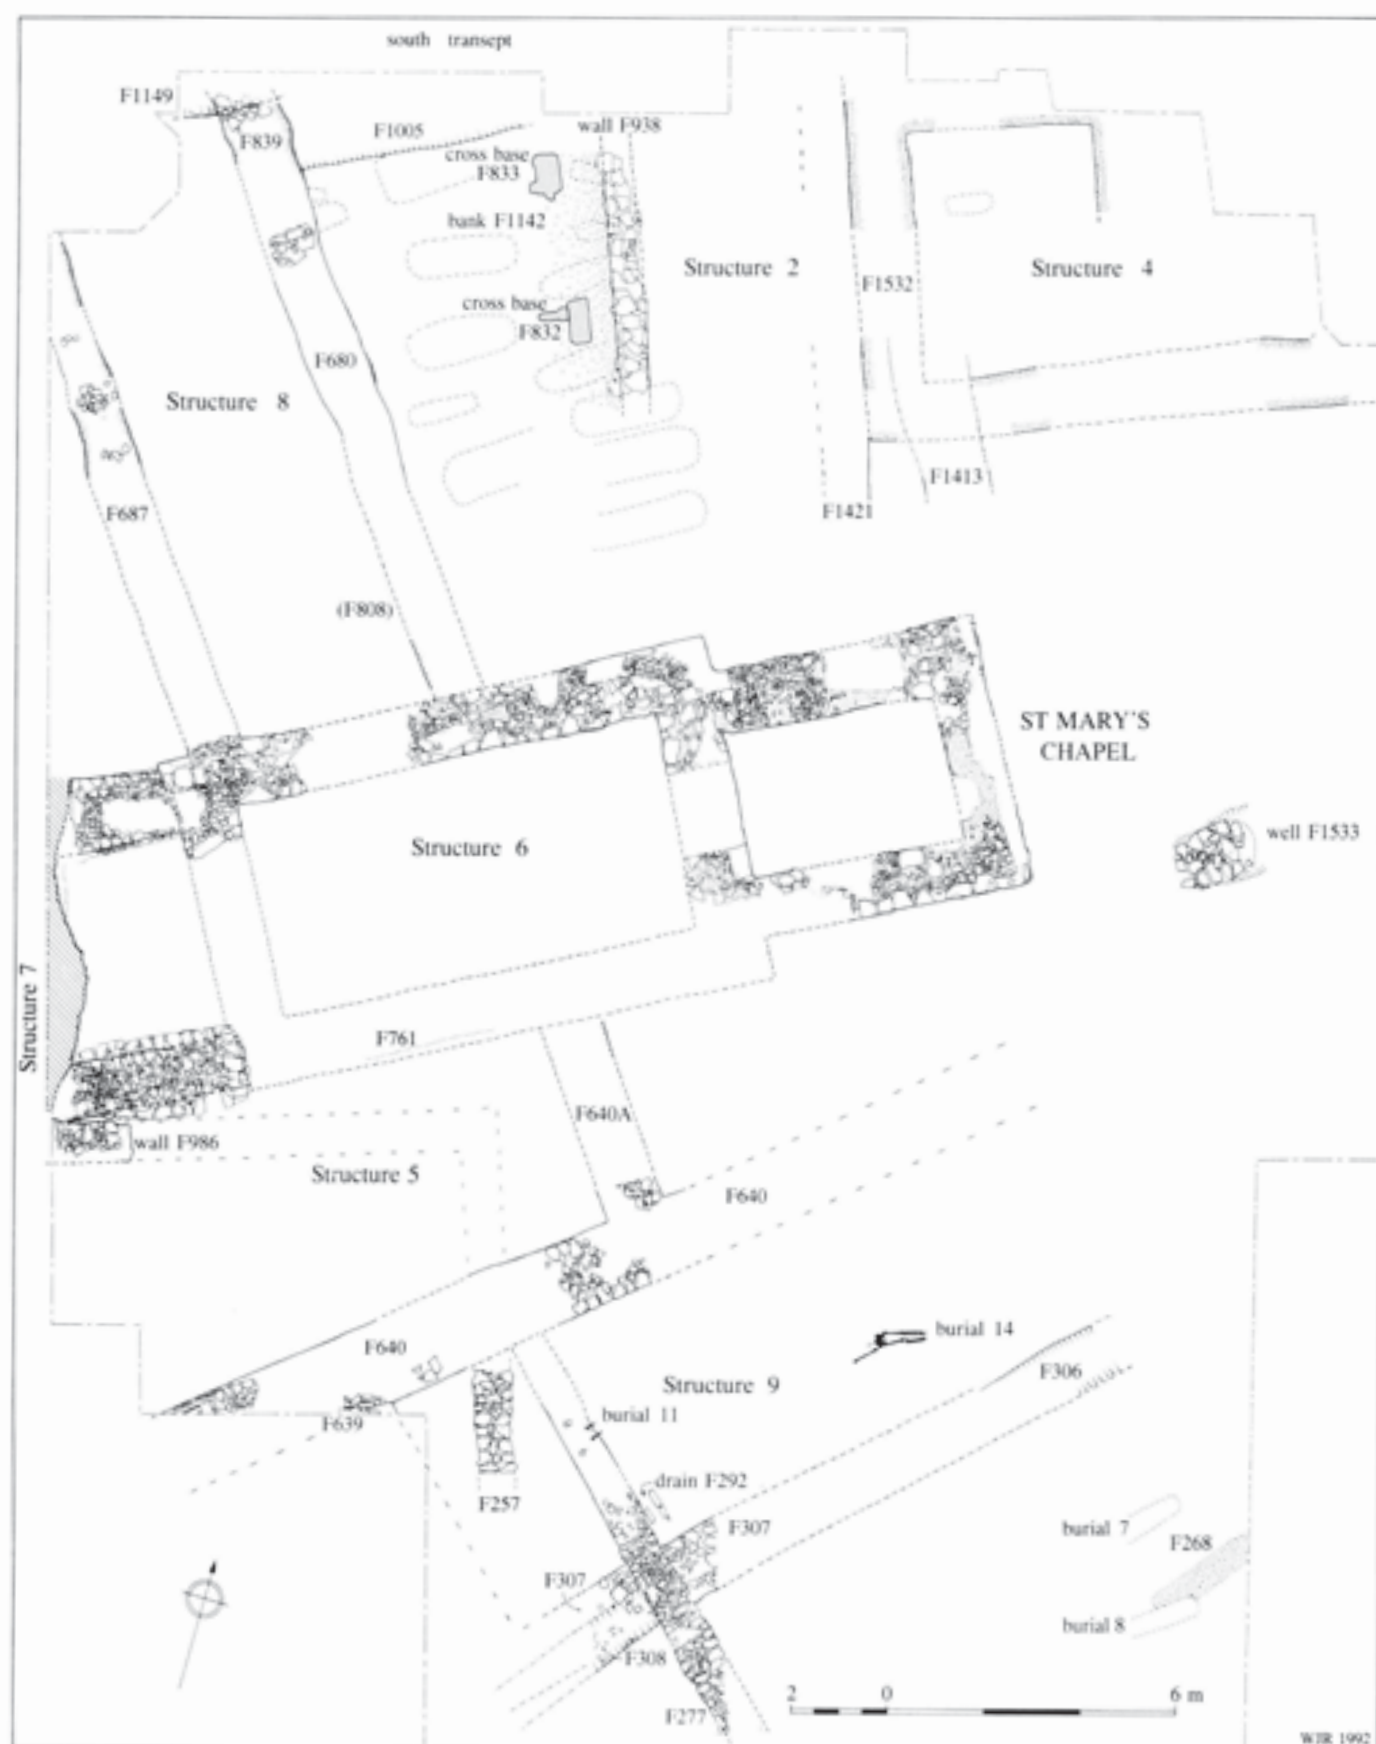 south transept
F1149
F839
F1005
wall F938
cross base
F833
bank F1142
Structure 2
F1532
Structure 4
cross base
F832
F680
Structure 8
F1413
F687
F1421
(F808)
ST MARY'S
CHAPEL
Structure 6
well F1533
Structure 7
F761
F640A
wall F986
Structure 5
F640
burial 14
F640
F306
Structure 9
F639
burial 11
drain F292
F257
F307
burial 7
F268
F307
burial 8
F308
2 0 6 m
F277
WJR 1992